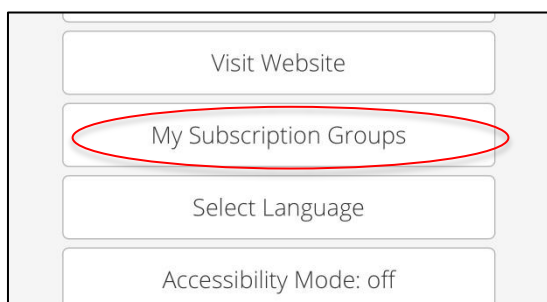 Visit Website
My Subscription Groups
Select Language
Accessibility Mode: off